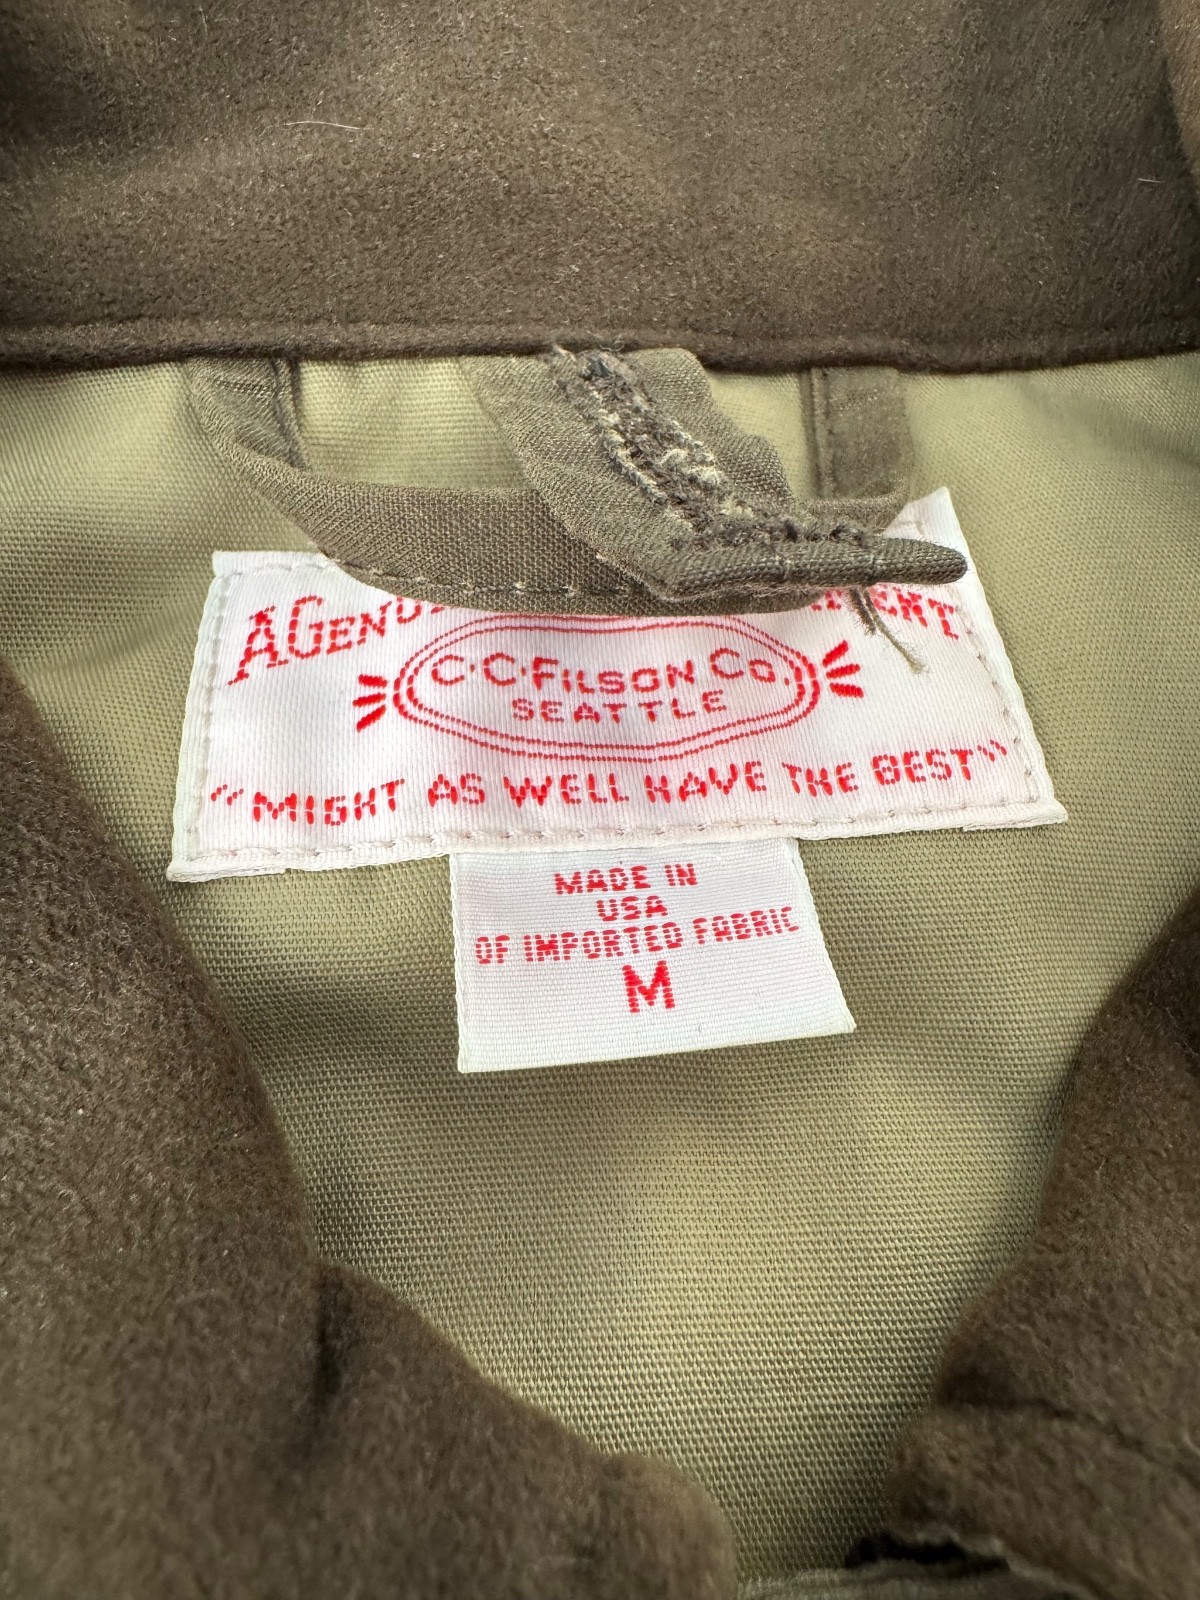 A
C·C·FILSON CO.
SEATTLE
"MIGHT AS WELL HAVE THE BEST"
MADE IN
USA
OF IMPORTED FABRIC
M